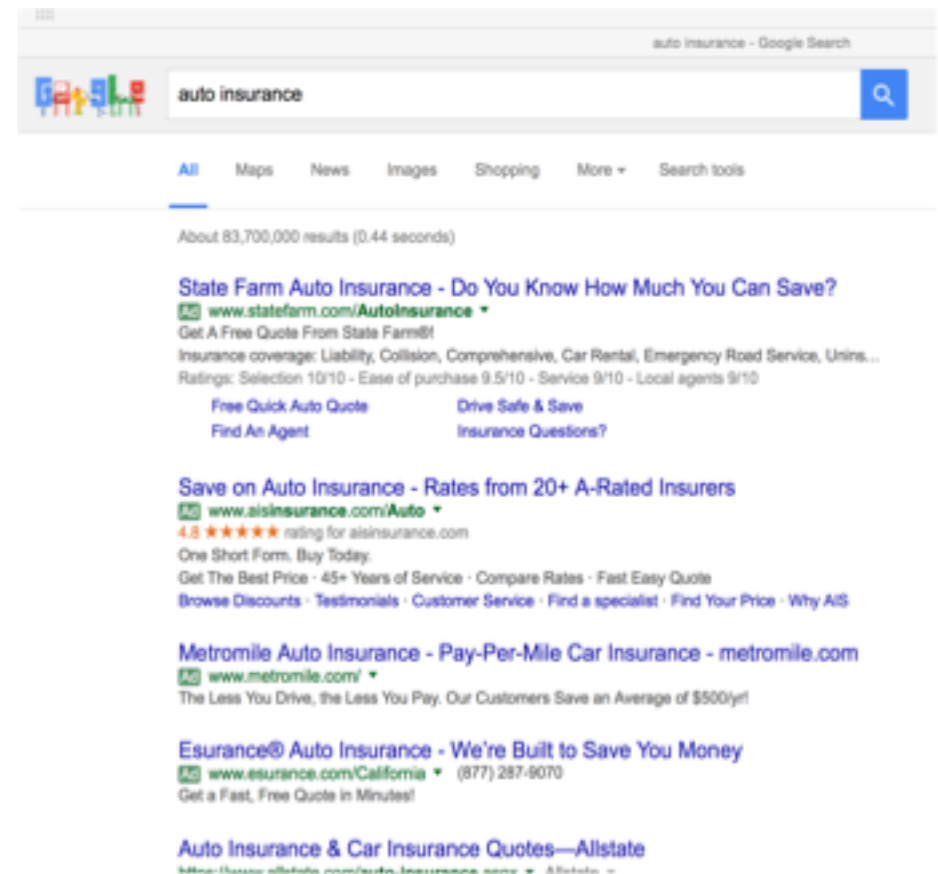 auto insurance - Google Search
Google
auto insurance
All Maps News Images Shopping More Search tools
About 83,700,000 results (0.44 seconds)
State Farm Auto Insurance - Do You Know How Much You Can Save?
Ad www.statefarm.com/AutoInsurance
Get A Free Quote From State Farm®!
Insurance coverage: Liability, Collision, Comprehensive, Car Rental, Emergency Road Service, Unins...
Ratings: Selection 10/10 - Ease of purchase 9.5/10 - Service 9/10 - Local agents 9/10
Free Quick Auto Quote Drive Safe & Save
Find An Agent Insurance Questions?
Save on Auto Insurance - Rates from 20+ A-Rated Insurers
Ad www.aisinsurance.com/Auto
4.8 ★★★★★ rating for aisinsurance.com
One Short Form. Buy Today.
Get The Best Price · 45+ Years of Service · Compare Rates · Fast Easy Quote
Browse Discounts · Testimonials · Customer Service · Find a specialist · Find Your Price · Why AIS
Metromile Auto Insurance - Pay-Per-Mile Car Insurance - metromile.com
Ad www.metromile.com/
The Less You Drive, the Less You Pay. Our Customers Save an Average of $500/yr!
Esurance® Auto Insurance - We're Built to Save You Money
Ad www.esurance.com/California (877) 287-9070
Get a Fast, Free Quote in Minutes!
Auto Insurance & Car Insurance Quotes—Allstate
https://www.allstate.com/auto-insurance.aspx Allstate